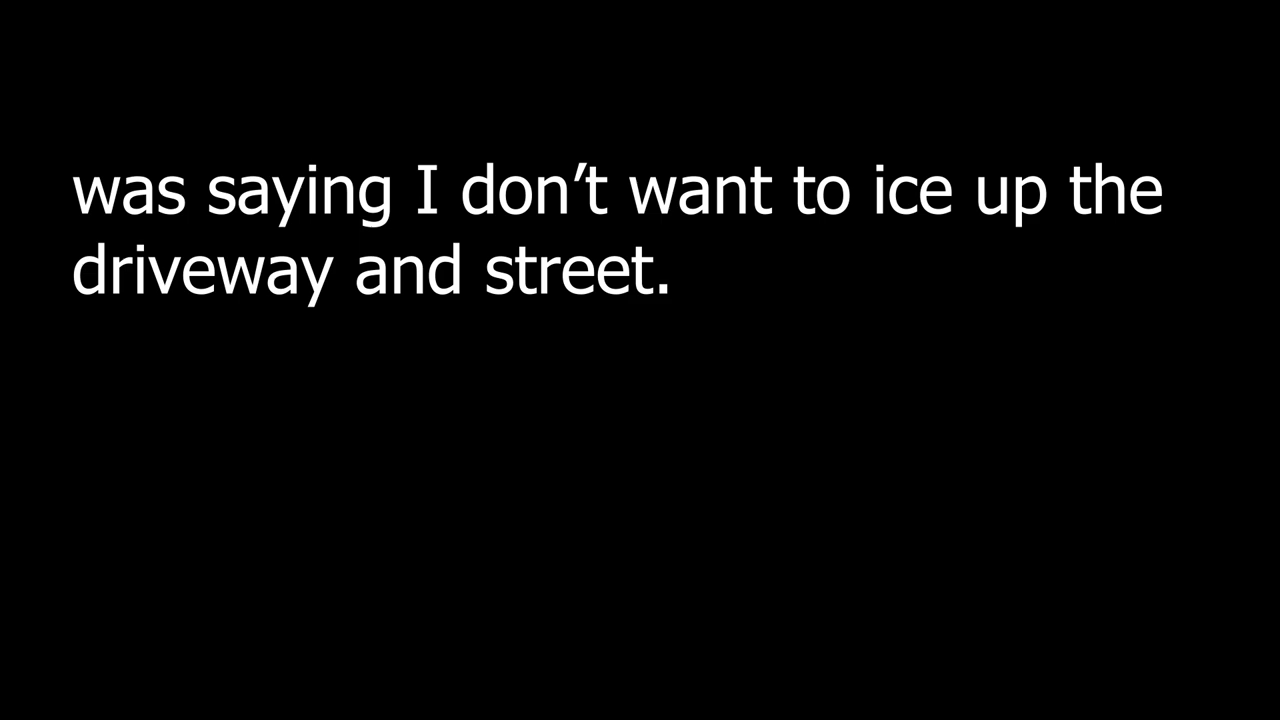 was saying I don’t want to ice up the
driveway and street.